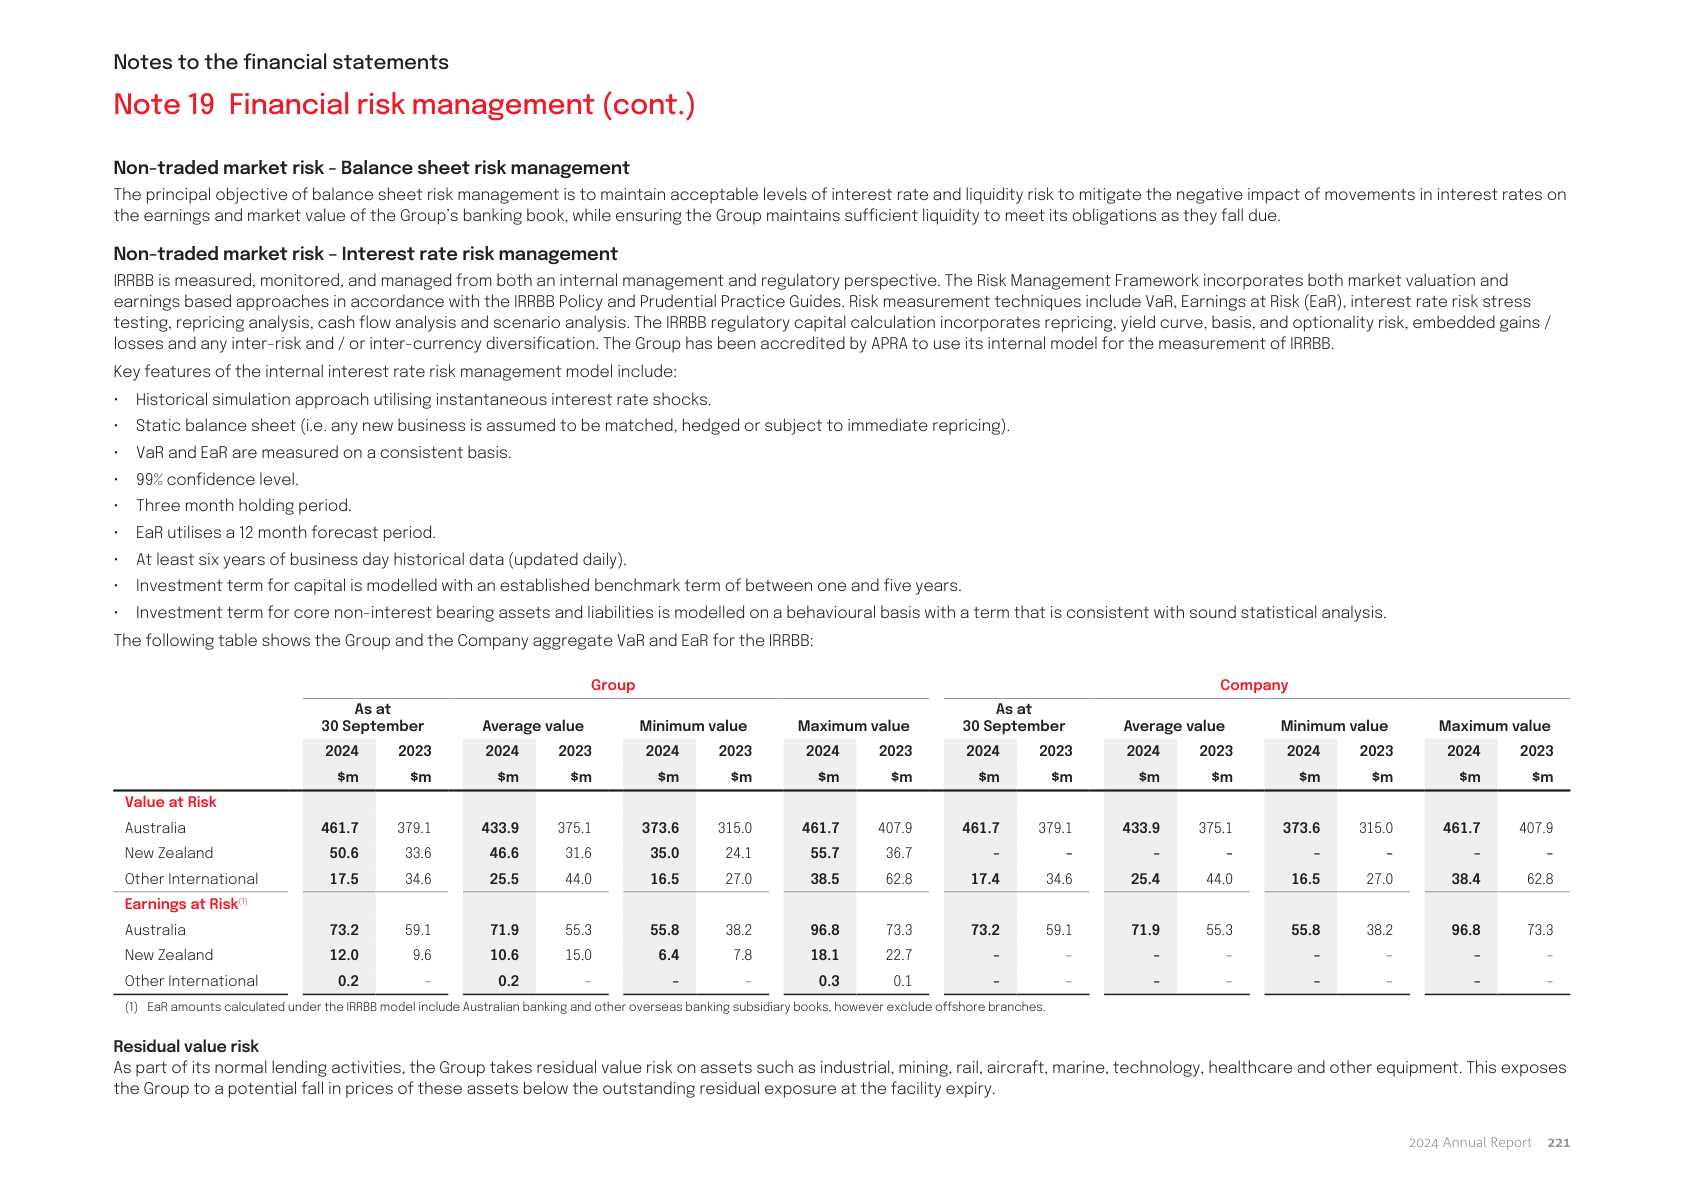 Notes to the financial statements
Note 19 Financial risk management (cont.)
Non-traded market risk - Balance sheet risk management
The principal objective of balance sheet risk management is to maintain acceptable levels of interest rate and liquidity risk to mitigate the negative impact of movements in interest rates on
the earnings and market value of the Group's banking book, while ensuring the Group maintains sufficient liquidity to meet its obligations as they fall due.
Non-traded market risk – Interest rate risk management
IRRBB is measured, monitored, and managed from both an internal management and regulatory perspective. The Risk Management Framework incorporates both market valuation and
earnings based approaches in accordance with the IRRBB Policy and Prudential Practice Guides. Risk measurement techniques include VaR, Earnings at Risk (EaR), interest rate risk stress
testing, repricing analysis, cash flow analysis and scenario analysis. The IRRBB regulatory capital calculation incorporates repricing, yield curve, basis, and optionality risk, embedded gains /
losses and any inter-risk and / or inter-currency diversification. The Group has been accredited by APRA to use its internal model for the measurement of IRRBB.
Key features of the internal interest rate risk management model include:
• Historical simulation approach utilising instantaneous interest rate shocks.
• Static balance sheet (i.e. any new business is assumed to be matched, hedged or subject to immediate repricing).
• VaR and EaR are measured on a consistent basis.
• 99% confidence level.
• Three month holding period.
• EaR utilises a 12 month forecast period.
• At least six years of business day historical data (updated daily).
• Investment term for capital is modelled with an established benchmark term of between one and five years.
• Investment term for core non-interest bearing assets and liabilities is modelled on a behavioural basis with a term that is consistent with sound statistical analysis.
The following table shows the Group and the Company aggregate VaR and EaR for the IRRBB:
Group Company
As at As at
30 September Average value Minimum value Maximum value 30 September Average value Minimum value Maximum value
2024 2023 2024 2023 2024 2023 2024 2023 2024 2023 2024 2023 2024 2023 2024 2023
$m $m $m $m $m $m $m $m $m $m $m $m $m $m $m $m
Value at Risk
Australia 461.7 379.1 433.9 375.1 373.6 315.0 461.7 407.9 461.7 379.1 433.9 375.1 373.6 315.0 461.7 407.9
New Zealand 50.6 33.6 46.6 31.6 35.0 24.1 55.7 36.7 – – – – – – – –
Other International 17.5 34.6 25.5 44.0 16.5 27.0 38.5 62.8 17.4 34.6 25.4 44.0 16.5 27.0 38.4 62.8
Earnings at Risk(1)
Australia 73.2 59.1 71.9 55.3 55.8 38.2 96.8 73.3 73.2 59.1 71.9 55.3 55.8 38.2 96.8 73.3
New Zealand 12.0 9.6 10.6 15.0 6.4 7.8 18.1 22.7 – – – – – – – –
Other International 0.2 – 0.2 – – – 0.3 0.1 – – – – – – – –
(1) EaR amounts calculated under the IRRBB model include Australian banking and other overseas banking subsidiary books, however exclude offshore branches.
Residual value risk
As part of its normal lending activities, the Group takes residual value risk on assets such as industrial, mining, rail, aircraft, marine, technology, healthcare and other equipment. This exposes
the Group to a potential fall in prices of these assets below the outstanding residual exposure at the facility expiry.
2024 Annual Report 221